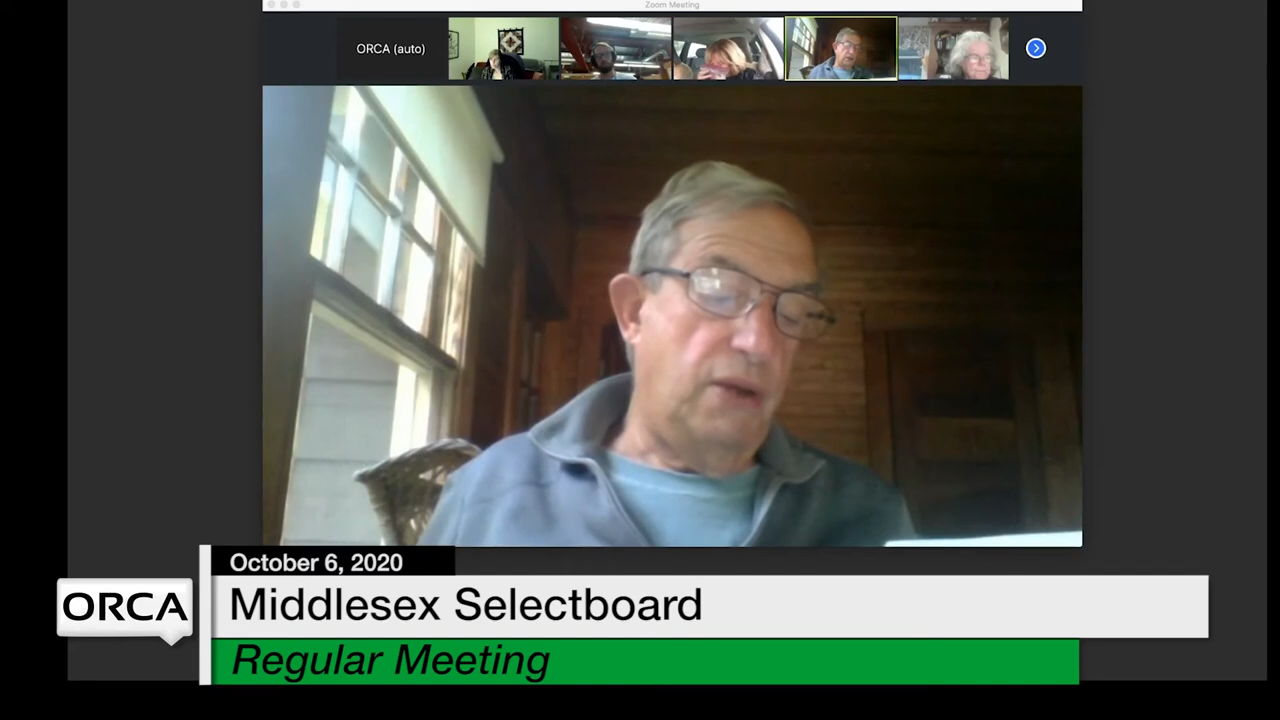 Zoom Meeting
ORCA (auto)
October 6, 2020
ORCA
Middlesex Selectboard
Regular Meeting